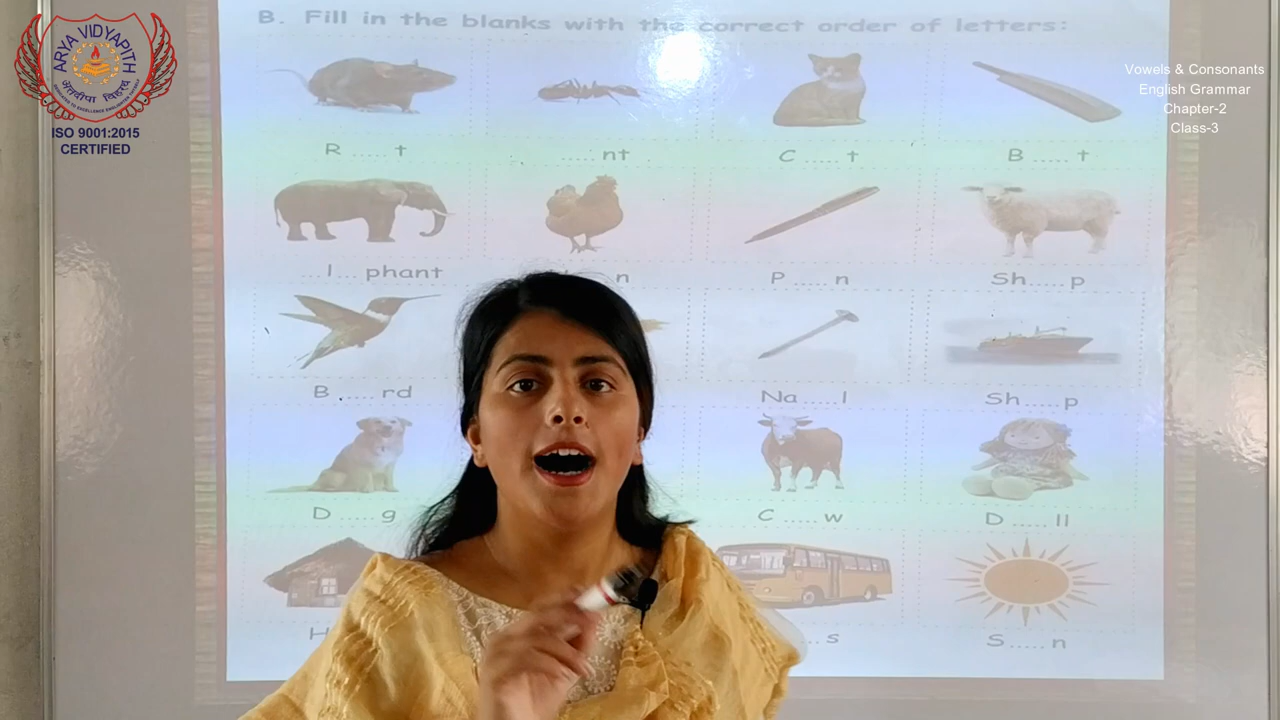 B. Fill in the blanks with the correct order of letters:
ARYA VIDYAPITH
ISO 9001:2015
CERTIFIED
Vowels & Consonants
English Grammar
Chapter-2
Class-3
R ..... t
..... nt
C ..... t
B ..... t
...l... phant
n
P ..... n
Sh ..... p
B ..... rd
Na ..... l
Sh ..... p
D ..... g
C ..... w
D ..... ll
H
..s
S ..... n